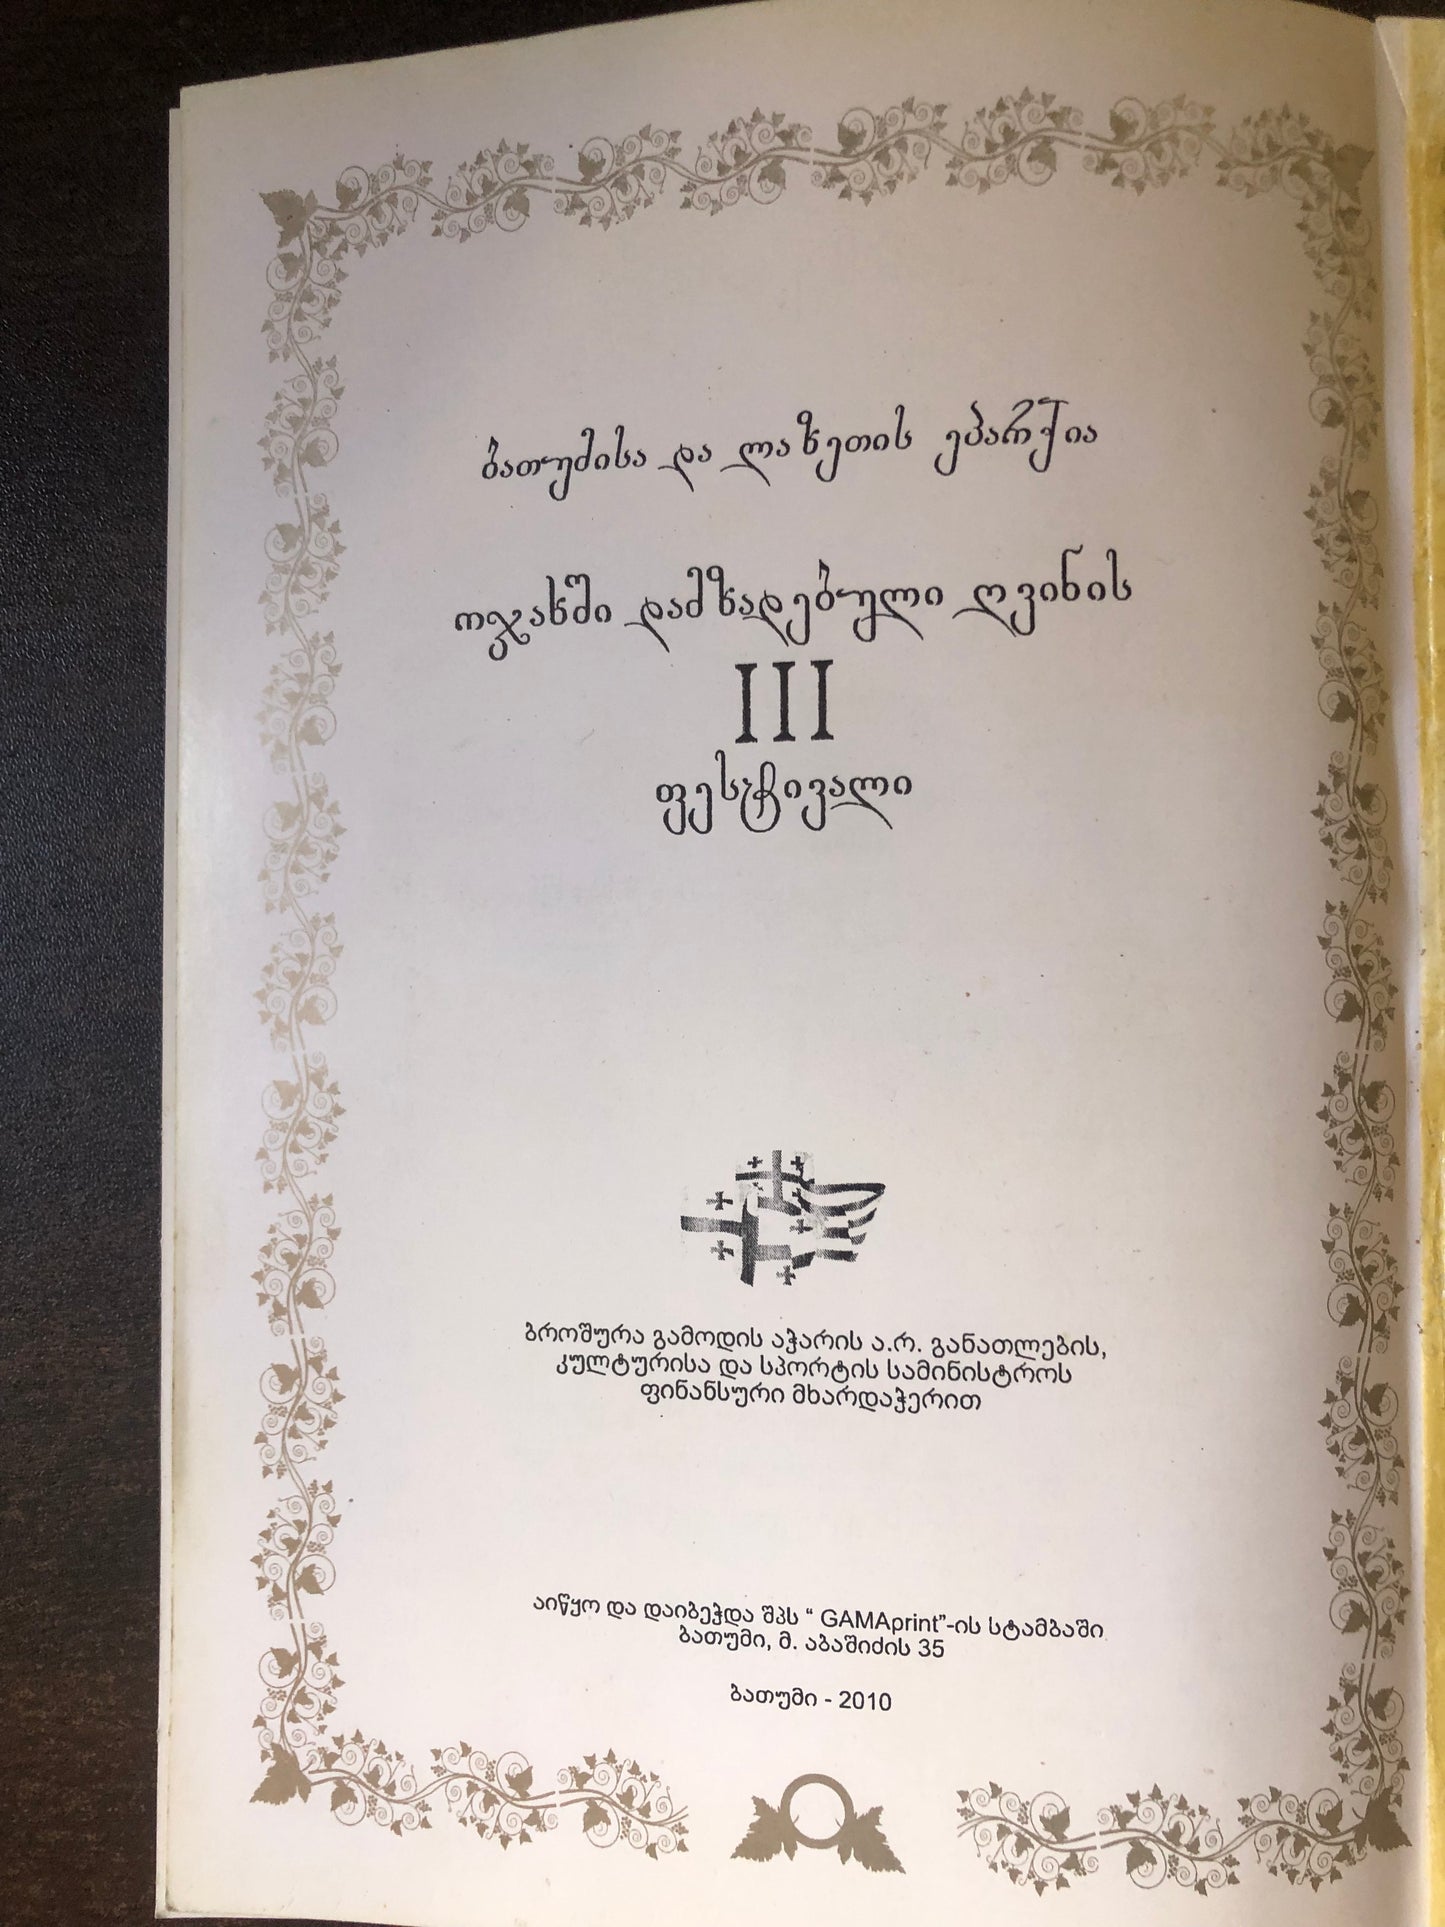 ბათუმისა და ლაზეთის ეპარქია
ოჯახში დამზადებული ღვინის
III
ფესტივალი
ბროშურა გამოდის აჭარის ა.რ. განათლების,
კულტურისა და სპორტის სამინისტროს
ფინანსური მხარდაჭერით
აიწყო და დაიბეჭდა შპს “ GAMAprint”-ის სტამბაში
ბათუმი, მ. აბაშიძის 35
ბათუმი - 2010